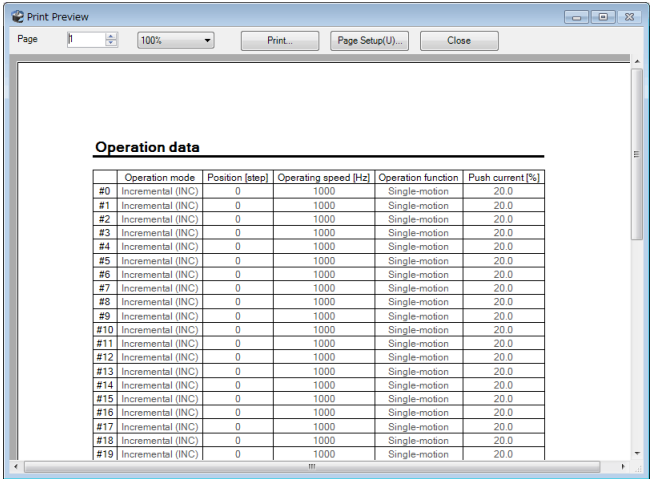 Print Preview
Page 1 100% Print... Page Setup(U)... Close
Operation data
Operation mode Position [step] Operating speed [Hz] Operation function Push current [%]
#0 Incremental (INC) 0 1000 Single-motion 20.0
#1 Incremental (INC) 0 1000 Single-motion 20.0
#2 Incremental (INC) 0 1000 Single-motion 20.0
#3 Incremental (INC) 0 1000 Single-motion 20.0
#4 Incremental (INC) 0 1000 Single-motion 20.0
#5 Incremental (INC) 0 1000 Single-motion 20.0
#6 Incremental (INC) 0 1000 Single-motion 20.0
#7 Incremental (INC) 0 1000 Single-motion 20.0
#8 Incremental (INC) 0 1000 Single-motion 20.0
#9 Incremental (INC) 0 1000 Single-motion 20.0
#10 Incremental (INC) 0 1000 Single-motion 20.0
#11 Incremental (INC) 0 1000 Single-motion 20.0
#12 Incremental (INC) 0 1000 Single-motion 20.0
#13 Incremental (INC) 0 1000 Single-motion 20.0
#14 Incremental (INC) 0 1000 Single-motion 20.0
#15 Incremental (INC) 0 1000 Single-motion 20.0
#16 Incremental (INC) 0 1000 Single-motion 20.0
#17 Incremental (INC) 0 1000 Single-motion 20.0
#18 Incremental (INC) 0 1000 Single-motion 20.0
#19 Incremental (INC) 0 1000 Single-motion 20.0